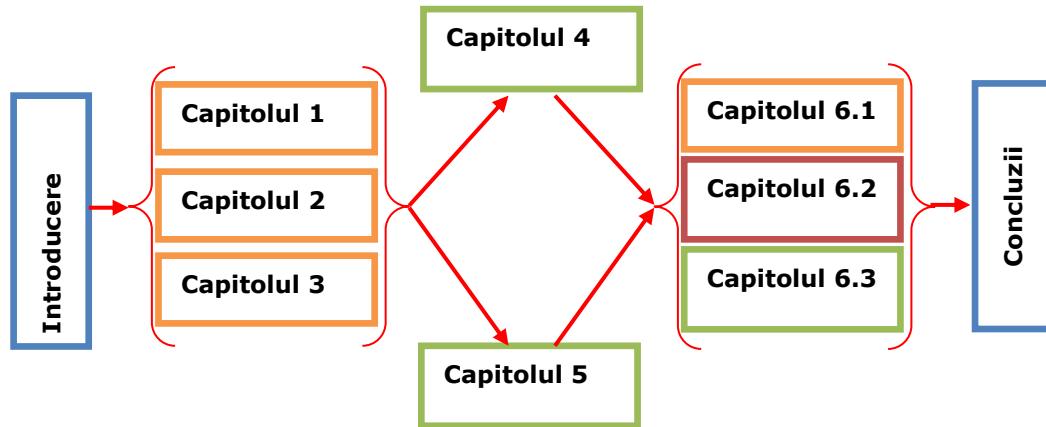 Introducere
Capitolul 1
Capitolul 2
Capitolul 3
Capitolul 4
Capitolul 5
Capitolul 6.1
Capitolul 6.2
Capitolul 6.3
Concluzii